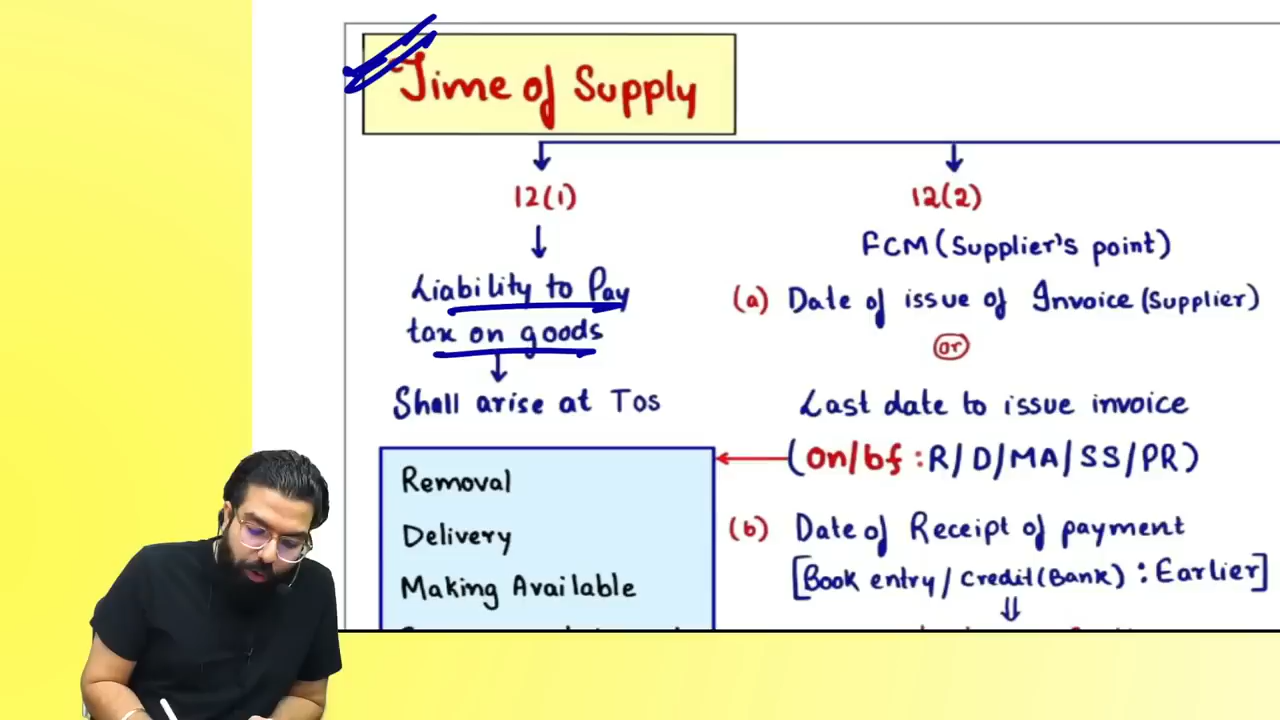 Time of Supply
12(1)
Liability to Pay
tax on goods
Shall arise at Tos
Removal
Delivery
Making Available
12(2)
FCM (Supplier's point)
(a) Date of issue of Invoice (Supplier)
or
Last date to issue invoice
(on/bf : R/D/MA/SS/PR)
(b) Date of Receipt of payment
[Book entry / Credit (Bank) : Earlier]